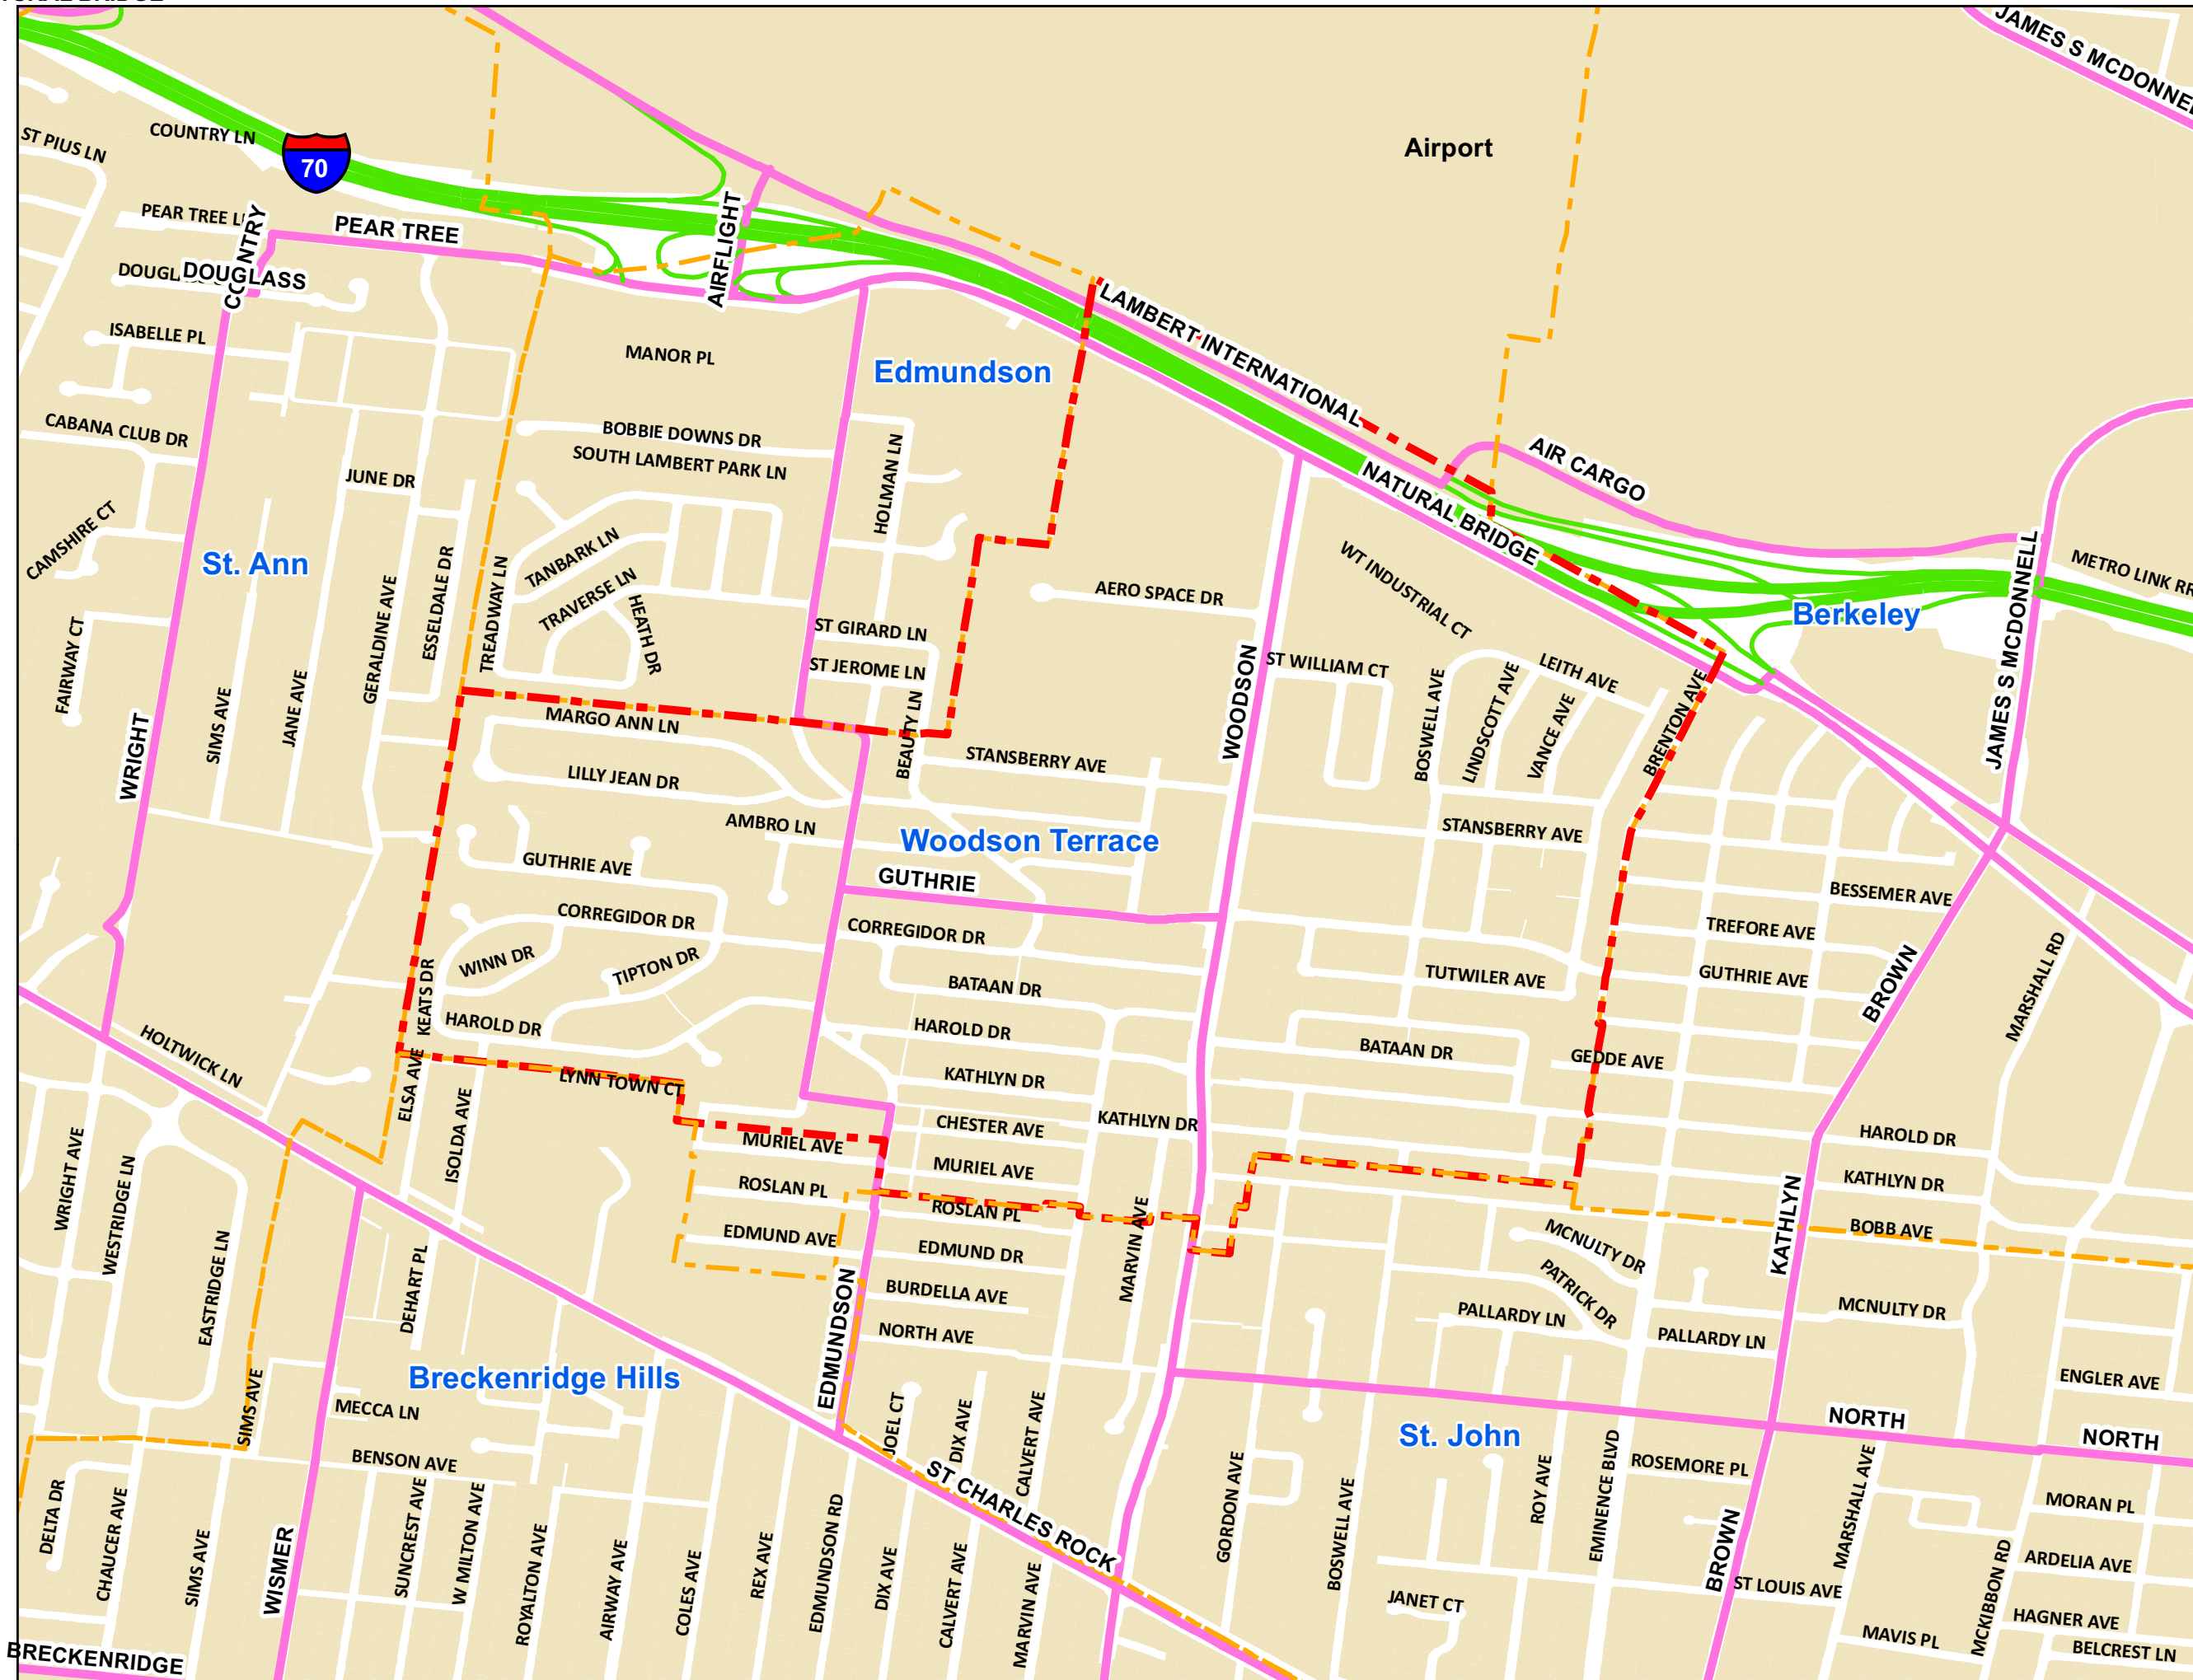 JAMES S MCDONNE
Airport
COUNTRY LN
ST PIUS LN
70
PEAR TREE
COUNTRY
PEAR TREE
AIRFLIGHT
DOUGLASS
LAMBERT INTERNATIONAL
ISABELLE PL
MANOR PL
Edmundson
CABANA CLUB DR
BOBBIE DOWNS DR
SOUTH LAMBERT PARK LN
HOLMAN LN
AIR CARGO
JUNE DR
NATURAL BRIDGE
CAMSHIRE CT
St. Ann
TANBARK LN
TRAVERSE LN
ESSELDALE DR
TREADWAY LN
GERALDINE AVE
HEATH DR
AERO SPACE DR
WT INDUSTRIAL CT
METRO LINK RR
JAMES S MCDONNELL
Berkeley
ST GIRARD LN
ST JEROME LN
ST WILLIAM CT
LEITH AVE
FAIRWAY CT
WRIGHT
SIMS AVE
JANE AVE
MARGO ANN LN
BEAUTY LN
WOODSON
BOSWELL AVE
LINDSCOTT AVE
VANCE AVE
BRENTON AVE
LILLY JEAN DR
STANSBERRY AVE
AMBRO LN
Woodson Terrace
STANSBERRY AVE
GUTHRIE AVE
GUTHRIE
BESSEMER AVE
CORREGIDOR DR
CORREGIDOR DR
TREFORE AVE
WINN DR
TIPTON DR
BATAAN DR
TUTWILER AVE
GUTHRIE AVE
BROWN
MARSHALL RD
KEATS DR
HAROLD DR
HAROLD DR
BATAAN DR
GEDDE AVE
HOLTWICK LN
ELSA AVE
LYNN TOWN CT
KATHLYN DR
ISOLDA AVE
CHESTER AVE
KATHLYN DR
HAROLD DR
MURIEL AVE
MURIEL AVE
KATHLYN DR
WRIGHT AVE
WESTRIDGE LN
ROSLAN PL
ROSLAN PL
MARVIN AVE
KATHLYN
BOBB AVE
EDMUND AVE
EDMUND DR
MCNULTY DR
EASTRIDGE LN
DEHART PL
EDMUNDSON
BURDELLA AVE
PATRICK DR
PALLARDY LN
MCNULTY DR
NORTH AVE
PALLARDY LN
Breckenridge Hills
ENGLER AVE
SIMS AVE
MECCA LN
JOEL CT
DIX AVE
CALVERT AVE
St. John
NORTH
NORTH
BENSON AVE
ST CHARLES ROCK
ROSEMORE PL
DELTA DR
CHAUCER AVE
SIMS AVE
WISMER
SUNCREST AVE
W MILTON AVE
ROYALTON AVE
AIRWAY AVE
COLES AVE
REX AVE
EDMUNDSON RD
DIX AVE
CALVERT AVE
MARVIN AVE
GORDON AVE
BOSWELL AVE
ROY AVE
EMINENCE BLVD
BROWN
MARSHALL AVE
MORAN PL
MCKIBBON RD
ARDELIA AVE
ST LOUIS AVE
JANET CT
HAGNER AVE
MAVIS PL
BELCREST LN
BRECKENRIDGE